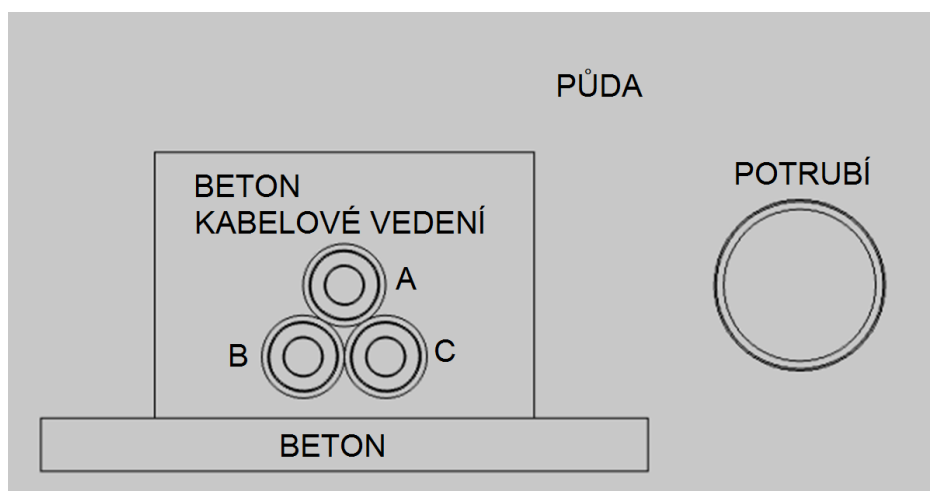 PŮDA
POTRUBÍ
BETON
KABELOVÉ VEDENÍ
A
B
C
BETON